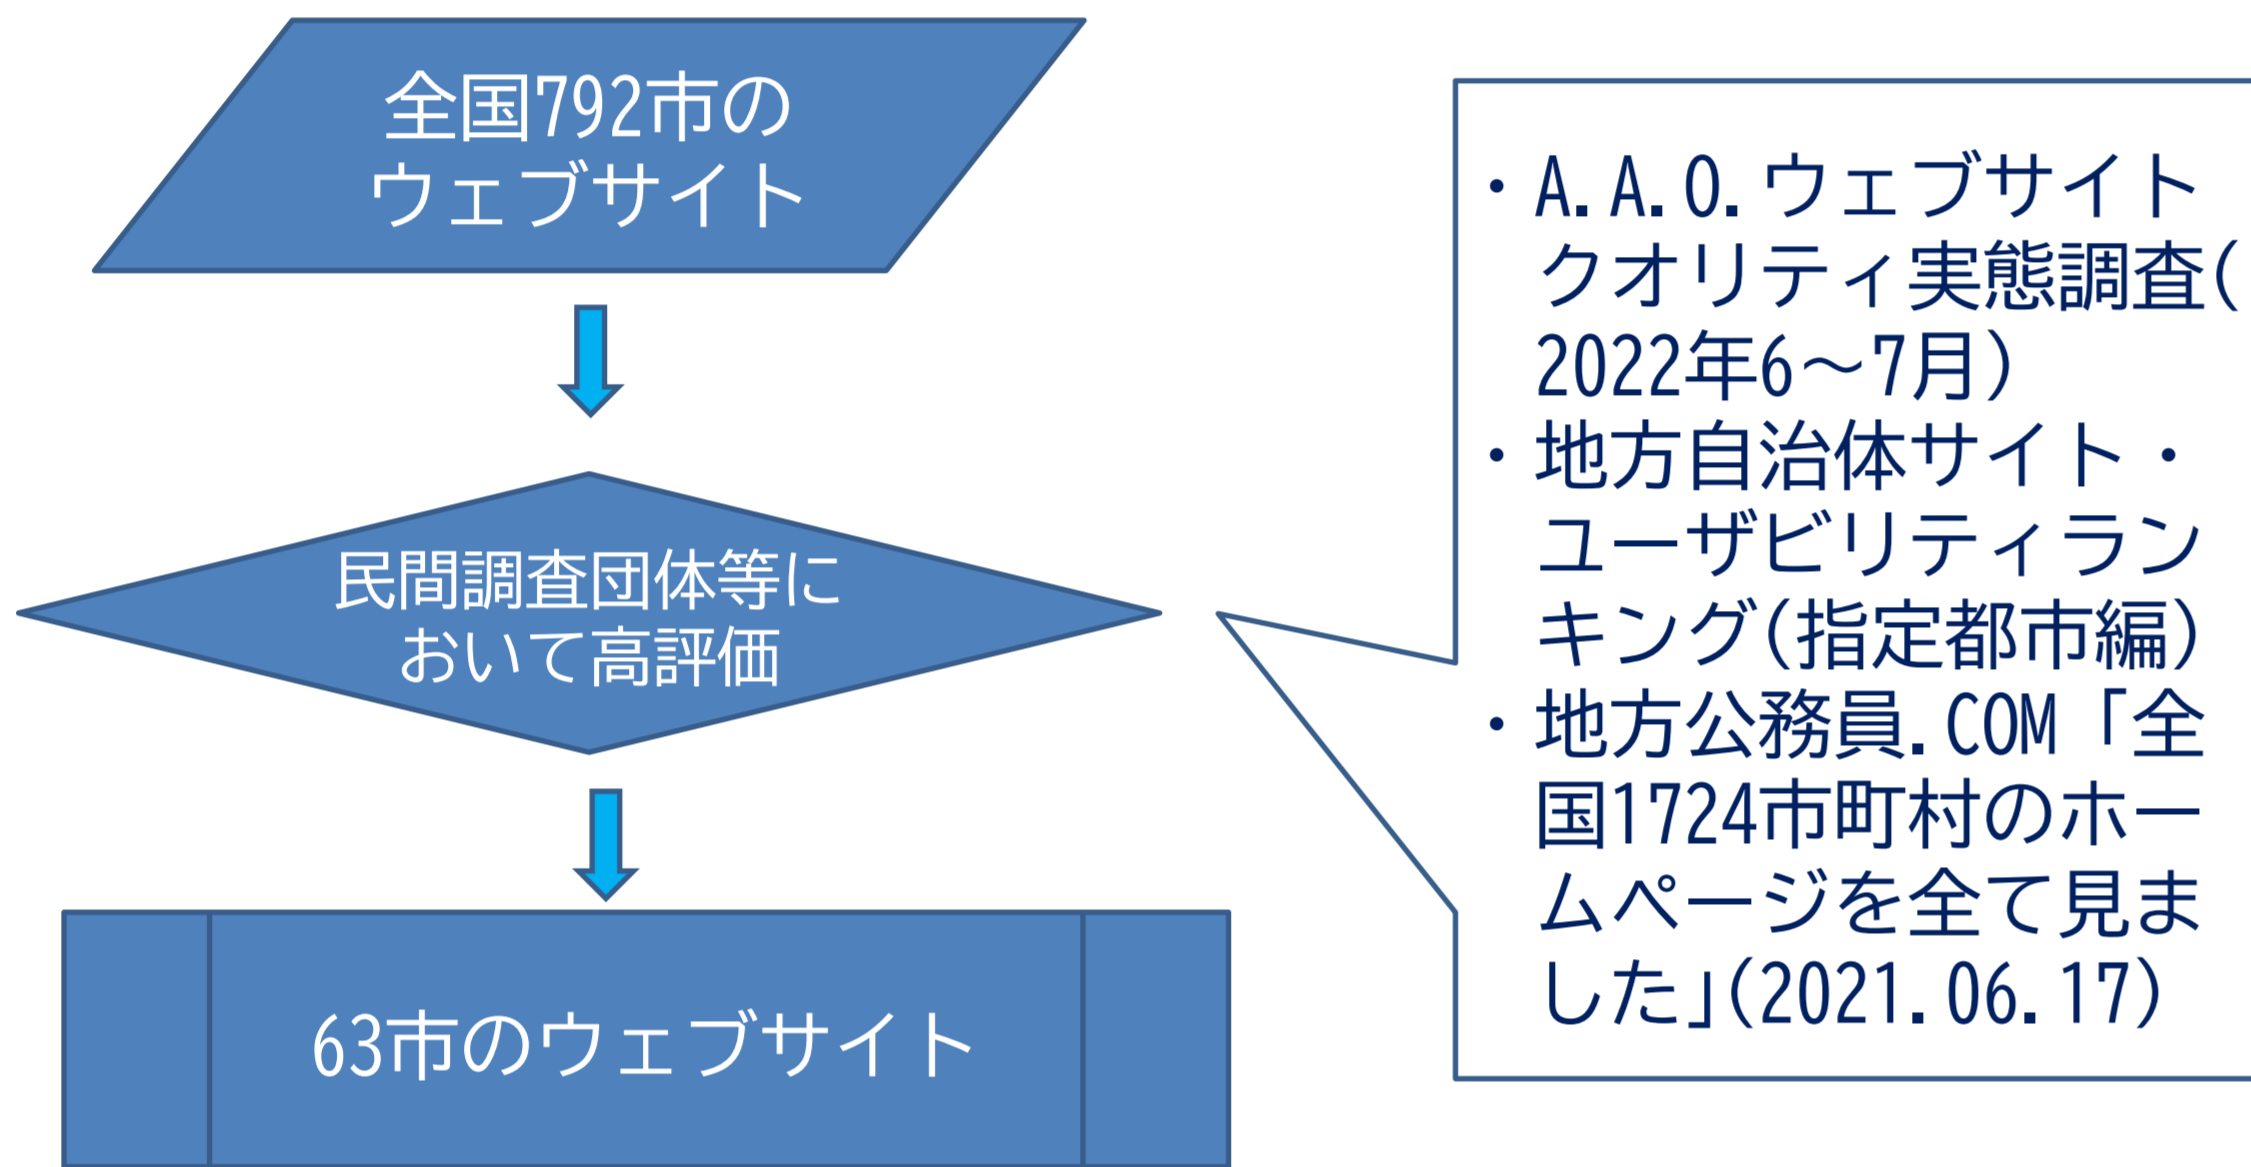 全国792市の
ウェブサイト
民間調査団体等に
おいて高評価
63市のウェブサイト
・A.A.O.ウェブサイト
クオリティ実態調査(
2022年6～7月)
・地方自治体サイト・
ユーザビリティラン
キング(指定都市編)
・地方公務員.COM「全
国1724市町村のホー
ムページを全て見ま
した」(2021.06.17)